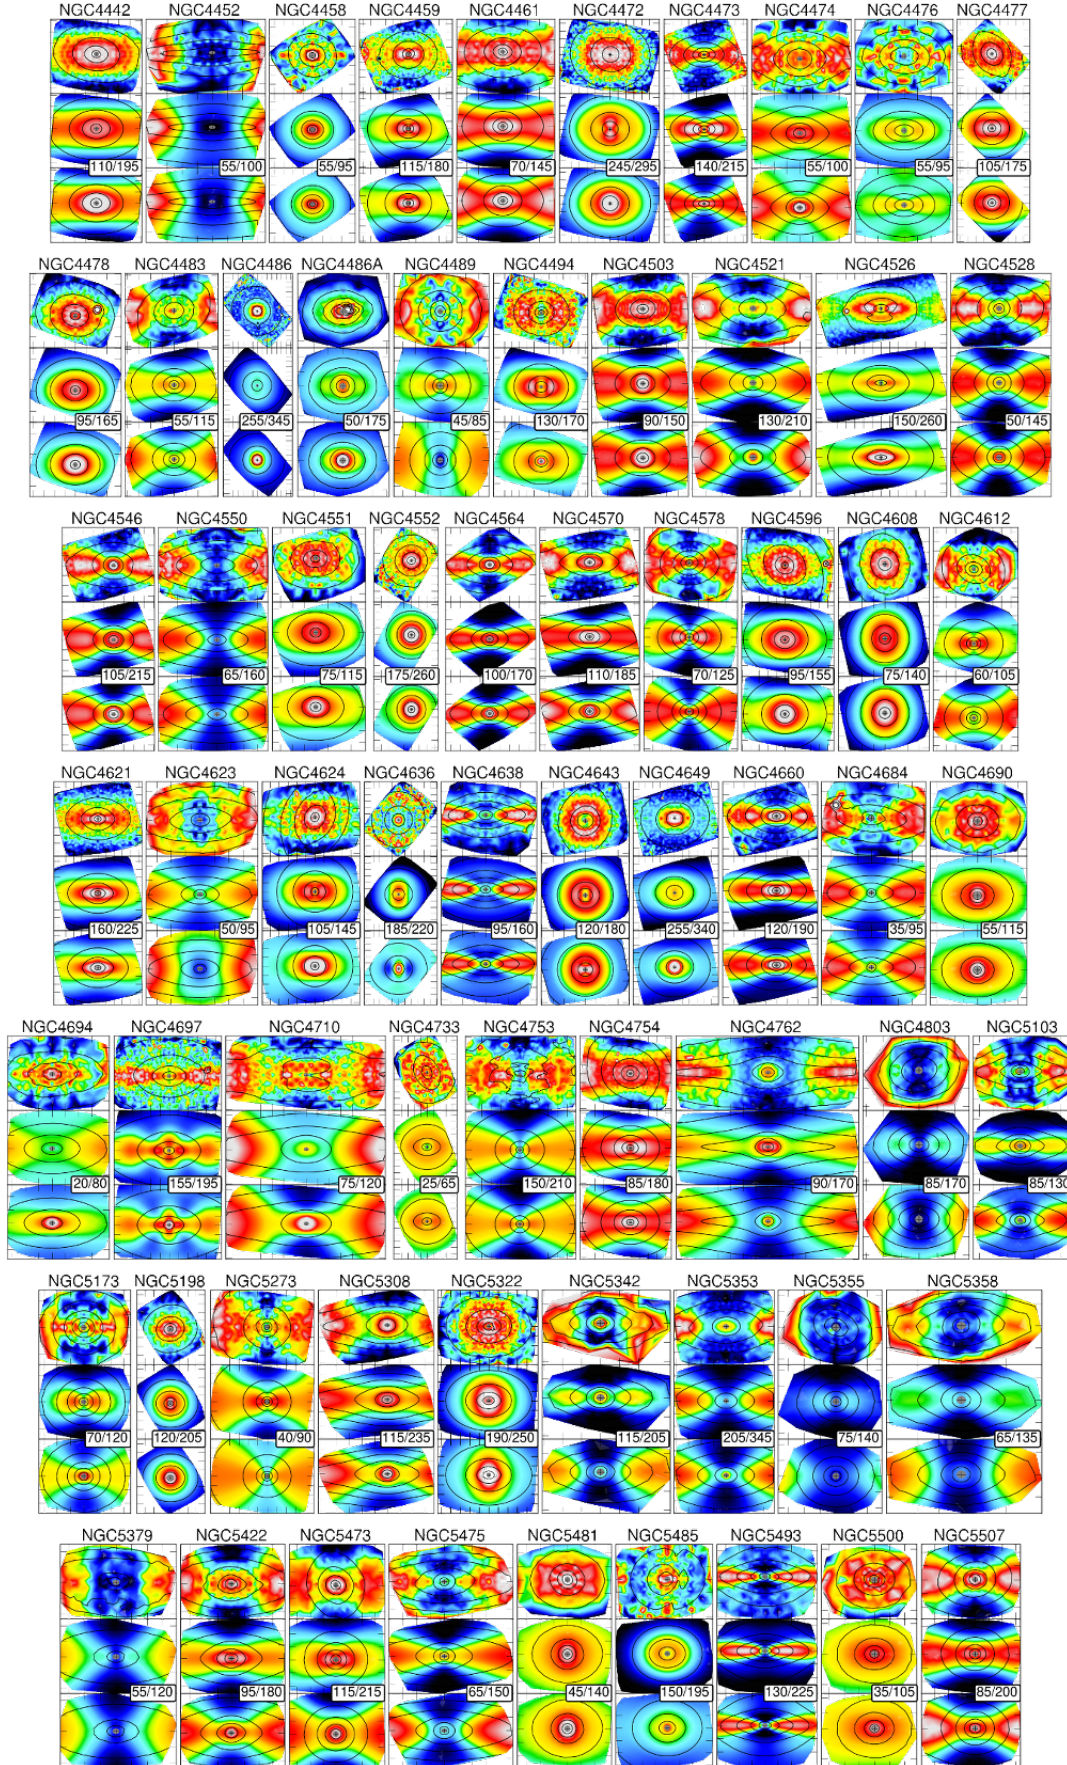 NGC4442 NGC4452 NGC4458 NGC4459 NGC4461 NGC4472 NGC4473 NGC4474 NGC4476 NGC4477
110/195 55/100 55/95 115/180 70/145 245/295 140/215 55/100 55/95 105/175
NGC4478 NGC4483 NGC4486 NGC4486A NGC4489 NGC4494 NGC4503 NGC4521 NGC4526 NGC4528
95/165 55/115 255/345 50/175 45/85 130/170 90/150 130/210 150/260 50/145
NGC4546 NGC4550 NGC4551 NGC4552 NGC4564 NGC4570 NGC4578 NGC4596 NGC4608 NGC4612
105/215 65/160 75/115 175/260 100/170 110/185 70/125 95/155 75/140 60/105
NGC4621 NGC4623 NGC4624 NGC4636 NGC4638 NGC4643 NGC4649 NGC4660 NGC4684 NGC4690
160/225 50/95 105/145 185/220 95/160 120/180 255/340 120/190 35/95 55/115
NGC4694 NGC4697 NGC4710 NGC4733 NGC4753 NGC4754 NGC4762 NGC4803 NGC5103
20/80 155/195 75/120 25/65 150/210 85/180 90/170 85/170 85/130
NGC5173 NGC5198 NGC5273 NGC5308 NGC5322 NGC5342 NGC5353 NGC5355 NGC5358
70/120 120/205 40/90 115/235 190/250 115/205 205/345 75/140 65/135
NGC5379 NGC5422 NGC5473 NGC5475 NGC5481 NGC5485 NGC5493 NGC5500 NGC5507
55/120 95/180 115/215 65/150 45/140 150/195 130/225 35/105 85/200